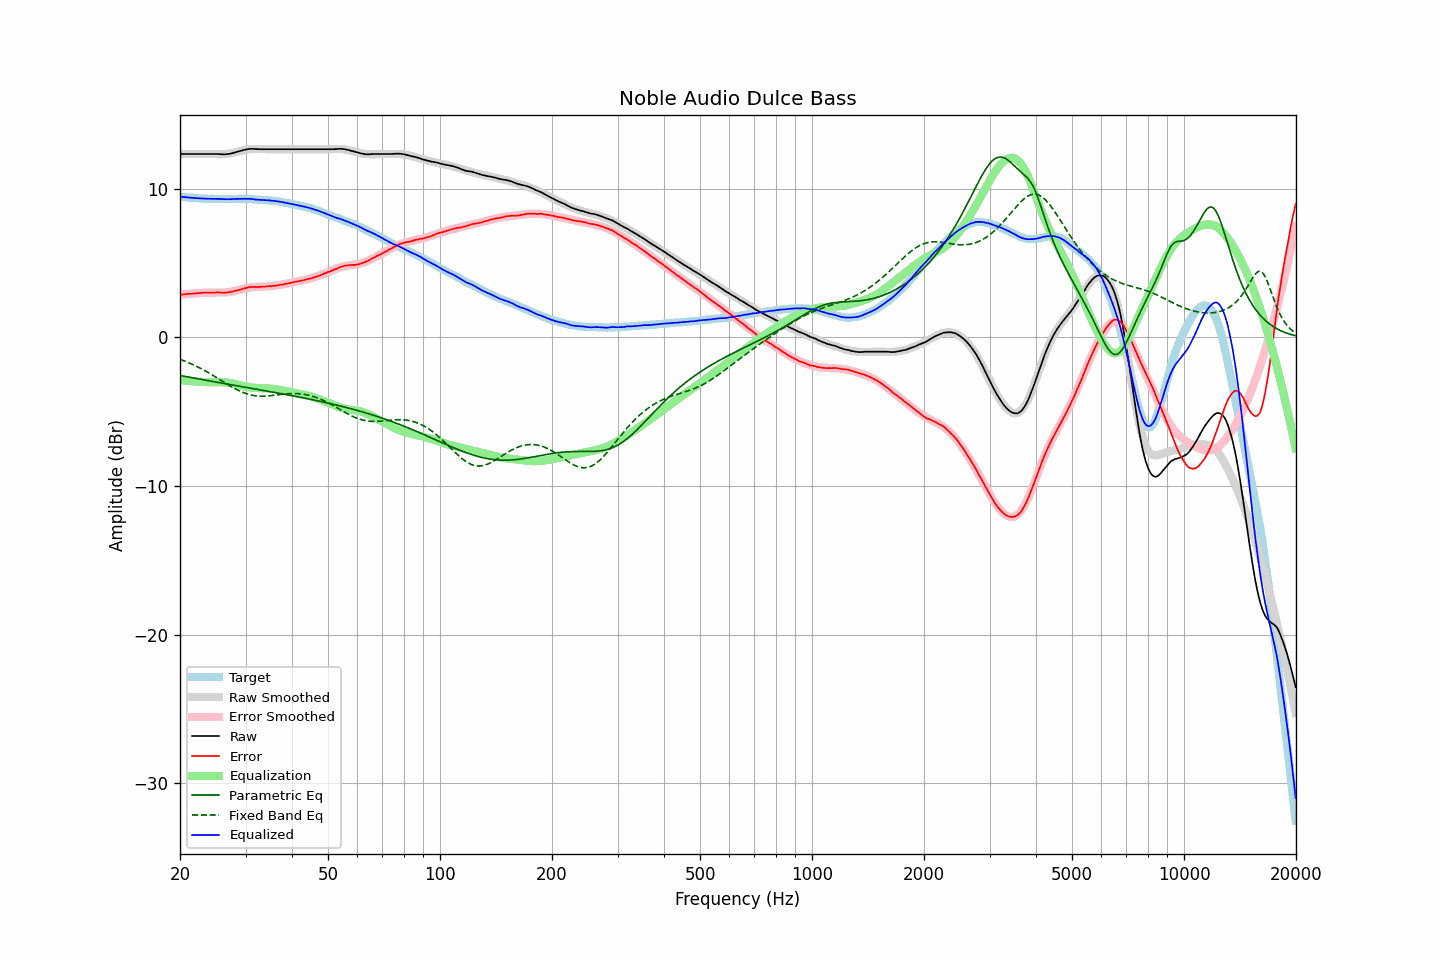 Noble Audio Dulce Bass
Amplitude (dBr)
10
0
−10
−20
−30
Target
Raw Smoothed
Error Smoothed
Raw
Error
Equalization
Parametric Eq
Fixed Band Eq
Equalized
20 50 100 200 500 1000 2000 5000 10000 20000
Frequency (Hz)